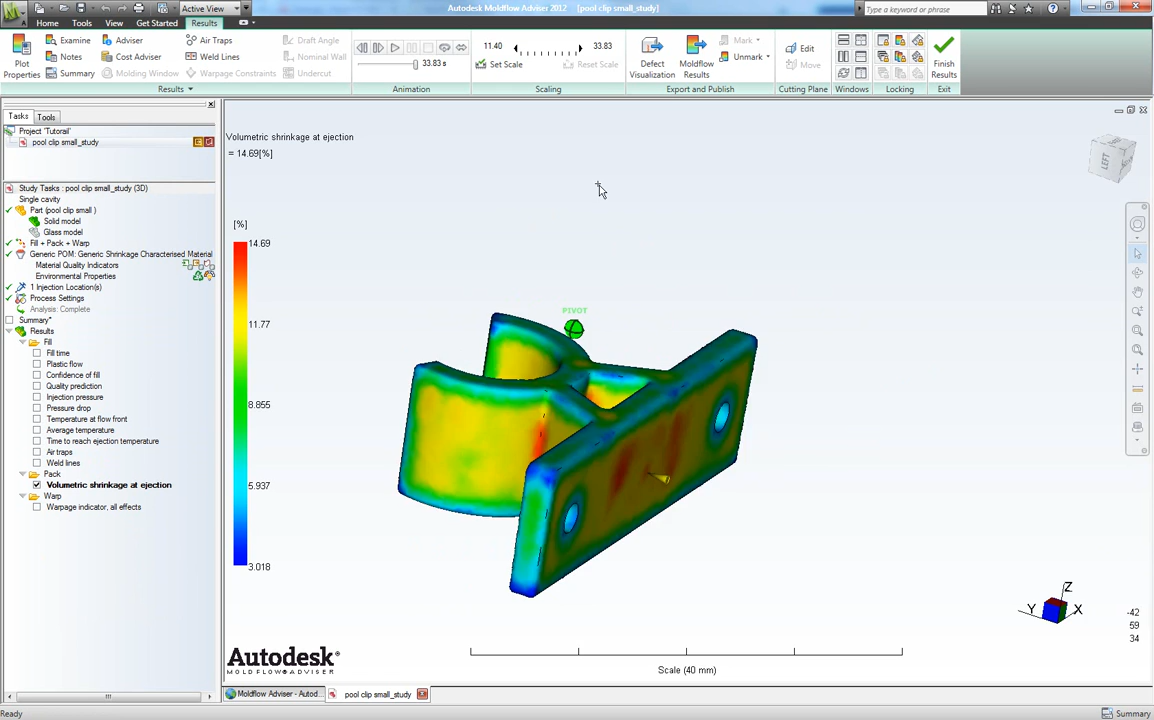 Active View
Autodesk Moldflow Adviser 2012 [pool clip small_study]
Type a keyword or phrase
Home Tools View Get Started Results
Plot Properties
Examine
Notes
Summary
Adviser
Cost Adviser
Molding Window
Air Traps
Weld Lines
Warpage Constraints
Draft Angle
Nominal Wall
Undercut
33.83 s
11.40 33.83
Set Scale Reset Scale
Defect Visualization
Moldflow Results
Mark
Unmark
Edit
Move
Finish Results
Results Animation Scaling Export and Publish Cutting Plane Windows Locking Exit
Tasks Tools
Project 'Tutorail'
pool clip small_study
Study Tasks: pool clip small_study (3D)
Single cavity
Part (pool clip small )
Solid model
Glass model
Fill + Pack + Warp
Generic POM: Generic Shrinkage Characterised Material
Material Quality Indicators
Environmental Properties
1 Injection Location(s)
Process Settings
Analysis: Complete
Summary*
Results
Fill
Fill time
Plastic flow
Confidence of fill
Quality prediction
Injection pressure
Pressure drop
Temperature at flow front
Average temperature
Time to reach ejection temperature
Air traps
Weld lines
Pack
Volumetric shrinkage at ejection
Warp
Warpage indicator, all effects
Volumetric shrinkage at ejection
= 14.69[%]
[%]
14.69
11.77
8.855
5.937
3.018
PIVOT
LEFT
Z
Y X
-42
59
34
Autodesk®
MOLDFLOW® ADVISER
Scale (40 mm)
Moldflow Adviser - Autod...
pool clip small_study
Ready
Summary